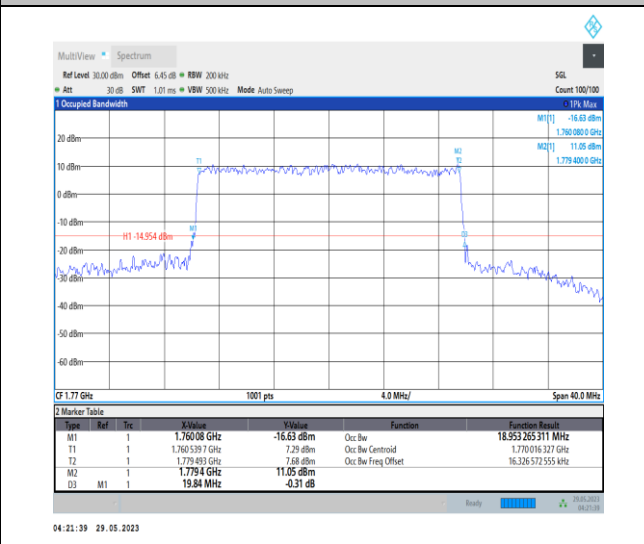 MultiView Spectrum
Ref Level 30.00 dBm Offset 6.45 dB RBW 200 kHz SGL
Att 30 dB SWT 1.01 ms VBW 500 kHz Mode Auto Sweep Count 100/100
1 Occupied Bandwidth 1Pk Max
M1[1] -16.63 dBm
1.760 080 0 GHz
M2[1] 11.05 dBm
1.779 400 0 GHz
20 dBm
M2
T1 T2
10 dBm
0 dBm
-10 dBm
M1
H1 -14.954 dBm D3
-20 dBm
-30 dBm
-40 dBm
-50 dBm
-60 dBm
CF 1.77 GHz 1001 pts 4.0 MHz/ Span 40.0 MHz
2 Marker Table
Type Ref Trc X-Value Y-Value Function Function Result
M1 1 1.76008 GHz -16.63 dBm Occ Bw 18.953 265 311 MHz
T1 1 1.760 539 7 GHz 7.29 dBm Occ Bw Centroid 1.770 016 327 GHz
T2 1 1.779 493 GHz 7.68 dBm Occ Bw Freq Offset 16.326 572 555 kHz
M2 1 1.7794 GHz 11.05 dBm
D3 M1 1 19.84 MHz -0.31 dB
Ready 29.05.2023
04:21:39
04:21:39 29.05.2023